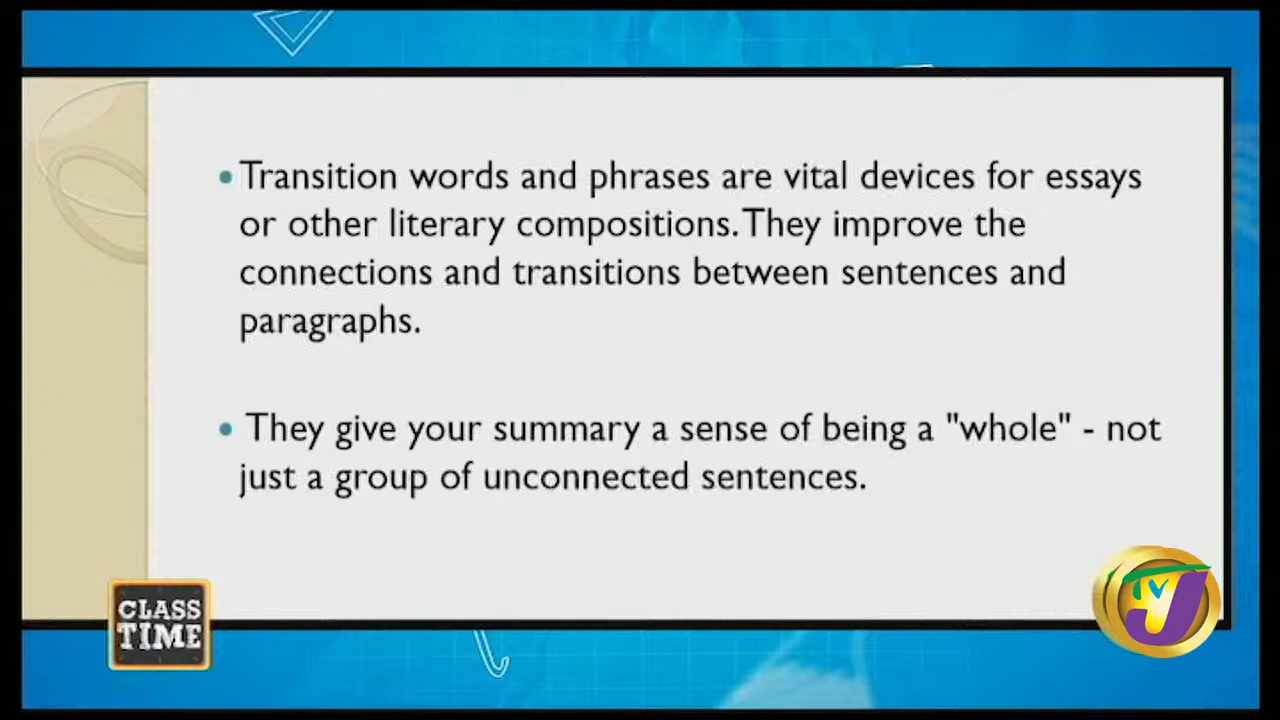 • Transition words and phrases are vital devices for essays
or other literary compositions. They improve the
connections and transitions between sentences and
paragraphs.
• They give your summary a sense of being a "whole" - not
just a group of unconnected sentences.
CLASS
TIME
TVJ